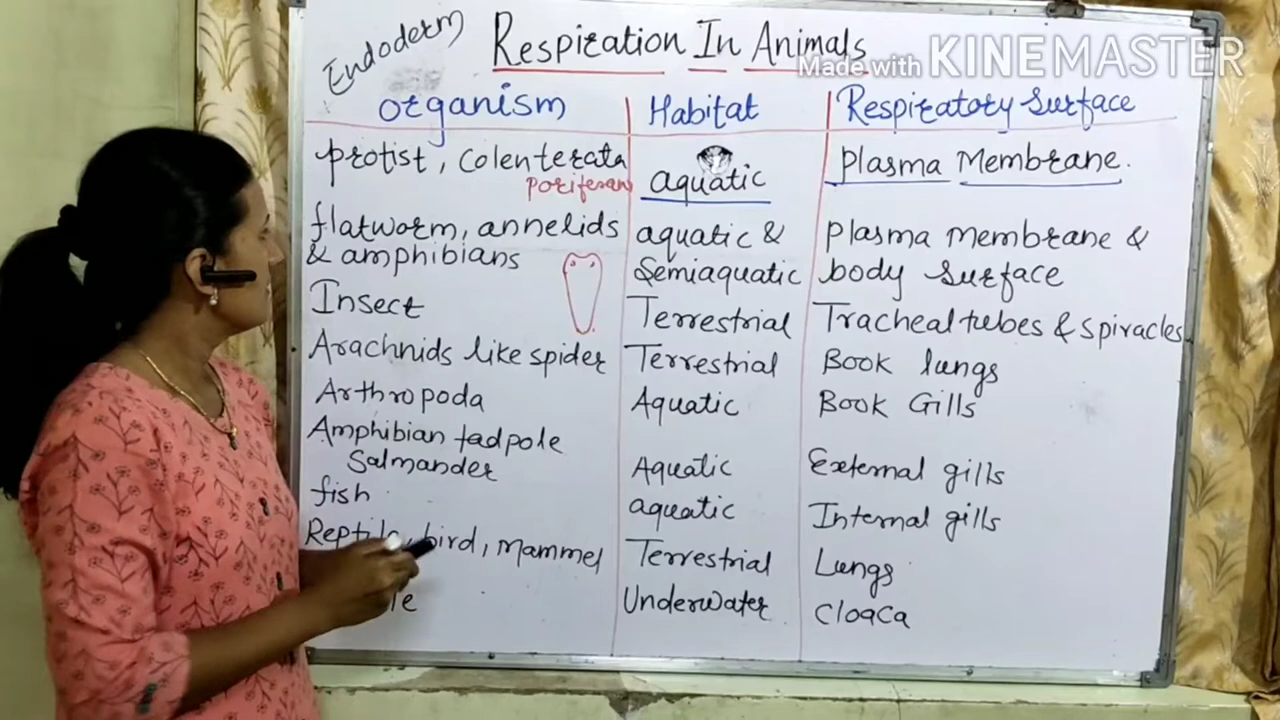 Endoderm
Respiration In Animals
Made with KINEMASTER
Organism Habitat Respiratory Surface
Protist, Colenterata aquatic Plasma Membrane.
poriferans
flatworm, annelids aquatic & Plasma Membrane &
& amphibians Semiaquatic body surface
Insect Terrestrial Tracheal tubes & spiracles
Arachnids like spider Terrestrial Book lungs
Arthropoda Aquatic Book Gills
Amphibian tadpole
Salmander Aquatic External gills
fish aquatic Internal gills
Reptile, bird, Mammel Terrestrial Lungs
Underwater Cloaca